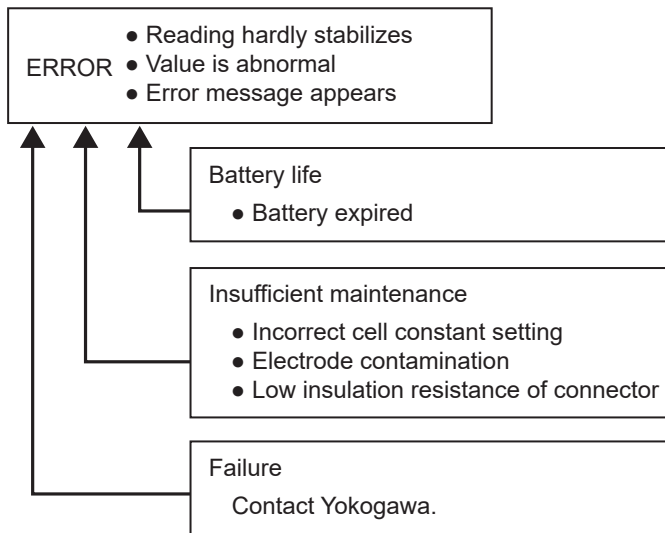 ● Reading hardly stabilizes
ERROR ● Value is abnormal
● Error message appears
Battery life
● Battery expired
Insufficient maintenance
● Incorrect cell constant setting
● Electrode contamination
● Low insulation resistance of connector
Failure
Contact Yokogawa.